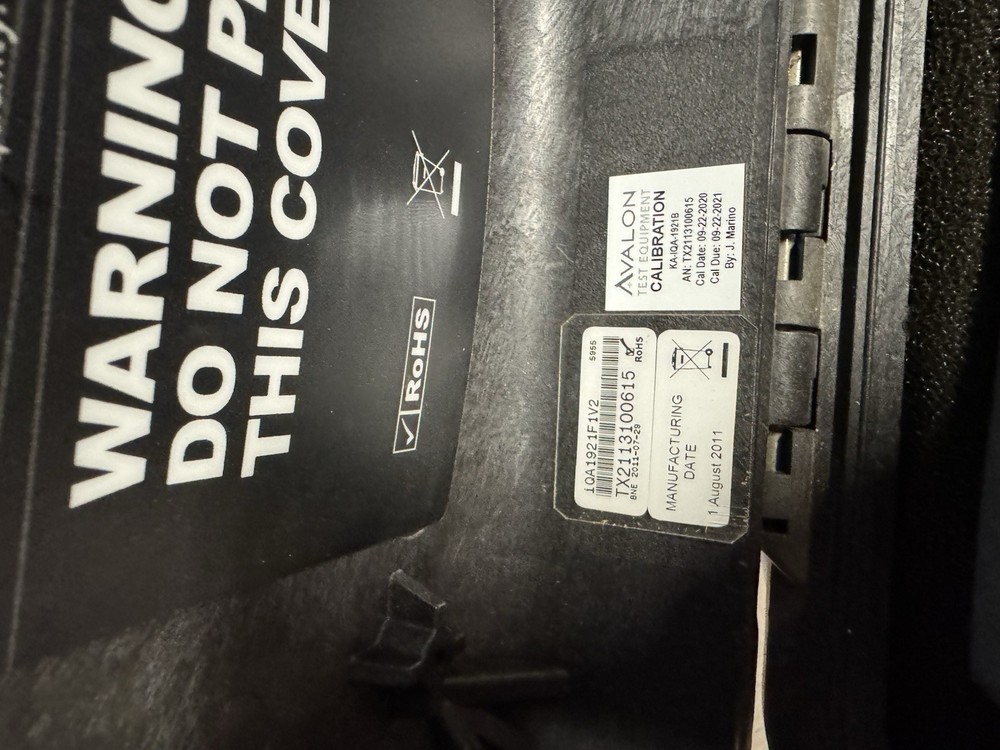 WARNING
DO NOT
THIS COVE
RoHS
AVALON
TEST EQUIPMENT
CALIBRATION
KA-IQA-1921B
AN: TX2113100615
Cal Date: 09-22-2020
Cal Due: 09-22-2021
By: J. Marino
1QA1921F1V2
5955
TX2113100615
BNE 2011-07-29
RoHS
MANUFACTURING
DATE
1 August 2011